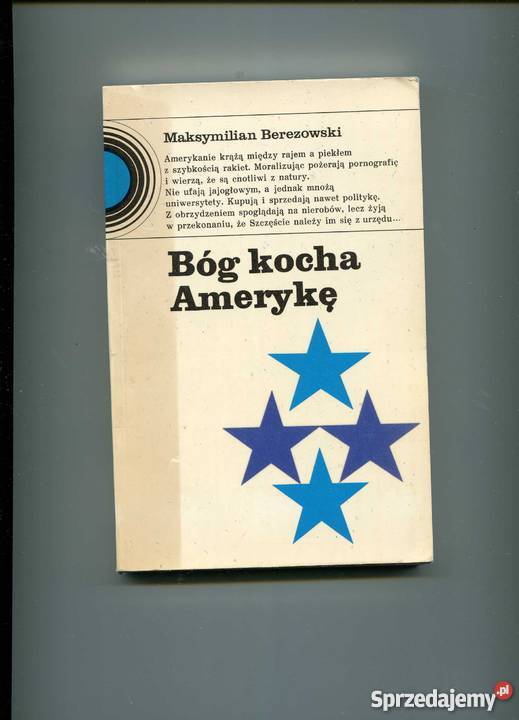 Maksymilian Berezowski
Amerykanie krążą między rajem a piekłem
z szybkością rakiet. Moralizując pożerają pornografię
i wierzą, że są cnotliwi z natury.
Nie ufają jajogłowym, a jednak mnożą
uniwersytety. Kupują i sprzedają nawet politykę.
Z obrzydzeniem spoglądają na nierobów, lecz żyją
w przekonaniu, że Szczęście należy im się z urzędu...
Bóg kocha
Amerykę
Sprzedajemy.pl